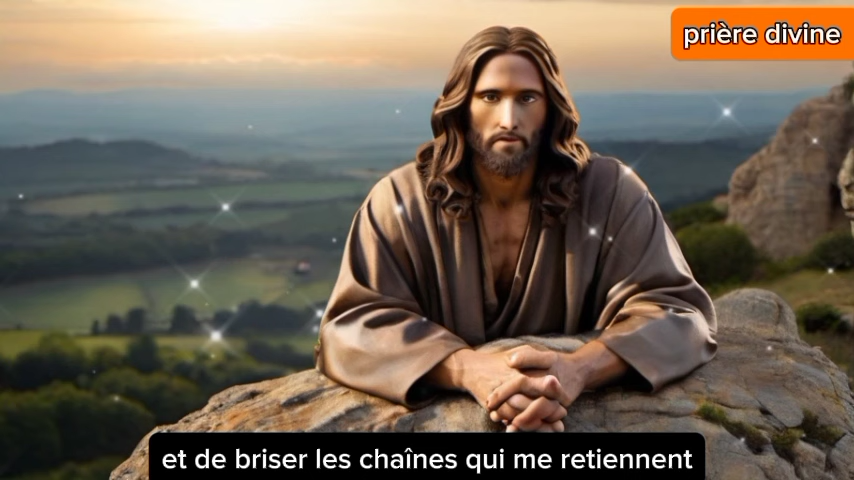 prière divine
et de briser les chaînes qui me retiennent